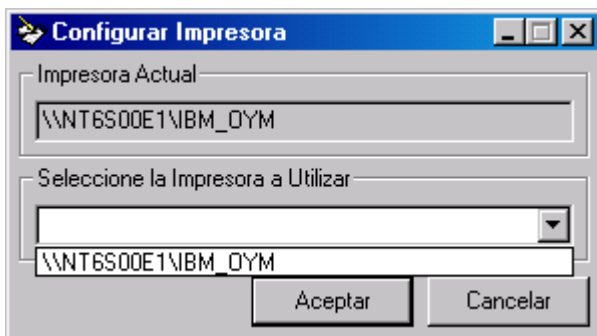 Configurar Impresora
Impresora Actual
\\NT6S00E1\IBM_OYM
Seleccione la Impresora a Utilizar
\\NT6S00E1\IBM_OYM
Aceptar Cancelar